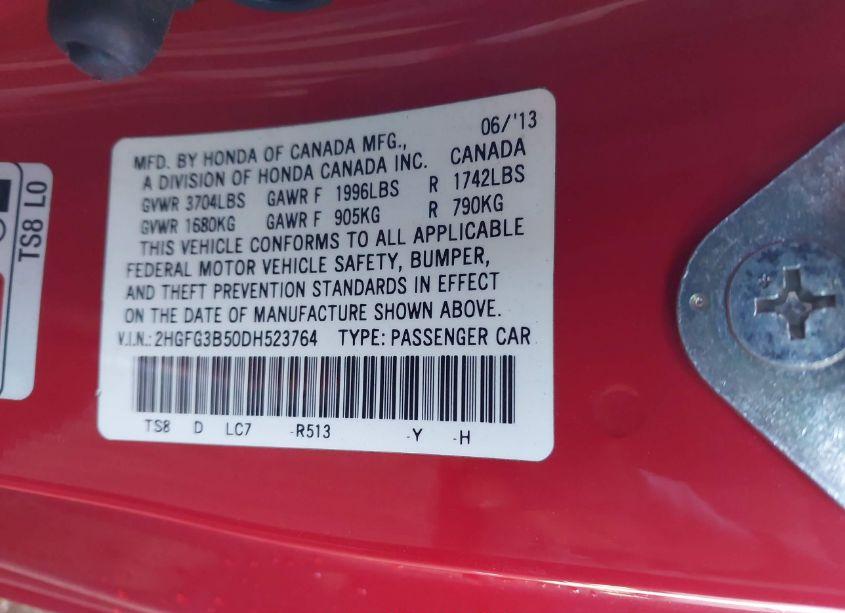 06/'13
MFD. BY HONDA OF CANADA MFG.,
A DIVISION OF HONDA CANADA INC. CANADA
GVWR 3704LBS GAWR F 1996LBS R 1742LBS
GVWR 1680KG GAWR F 905KG R 790KG
THIS VEHICLE CONFORMS TO ALL APPLICABLE
FEDERAL MOTOR VEHICLE SAFETY, BUMPER,
AND THEFT PREVENTION STANDARDS IN EFFECT
ON THE DATE OF MANUFACTURE SHOWN ABOVE.
V.I.N.: 2HGFG3B50DH523764 TYPE: PASSENGER CAR
TS8 D LC7 -R513 -Y -H
TS8 L0